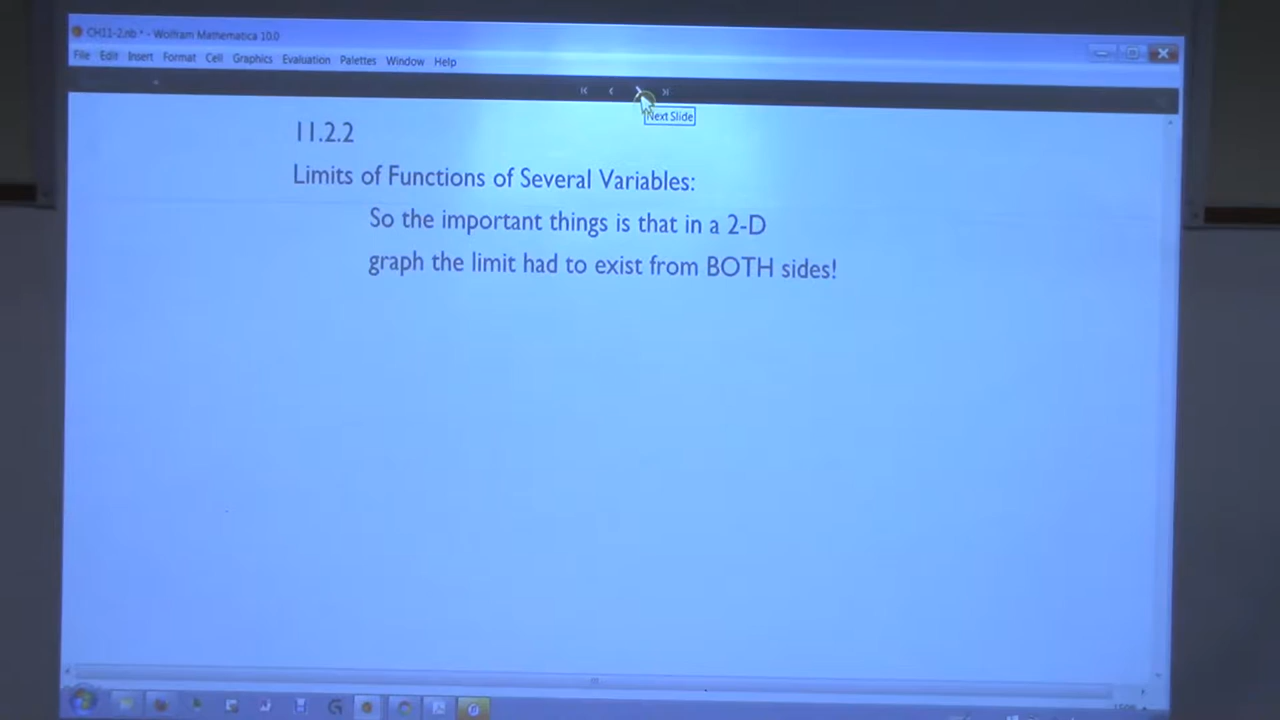 CH11-2.nb * - Wolfram Mathematica 10.0
File Edit Insert Format Cell Graphics Evaluation Palettes Window Help
Next Slide
11.2.2
Limits of Functions of Several Variables:
So the important things is that in a 2-D
graph the limit had to exist from BOTH sides!